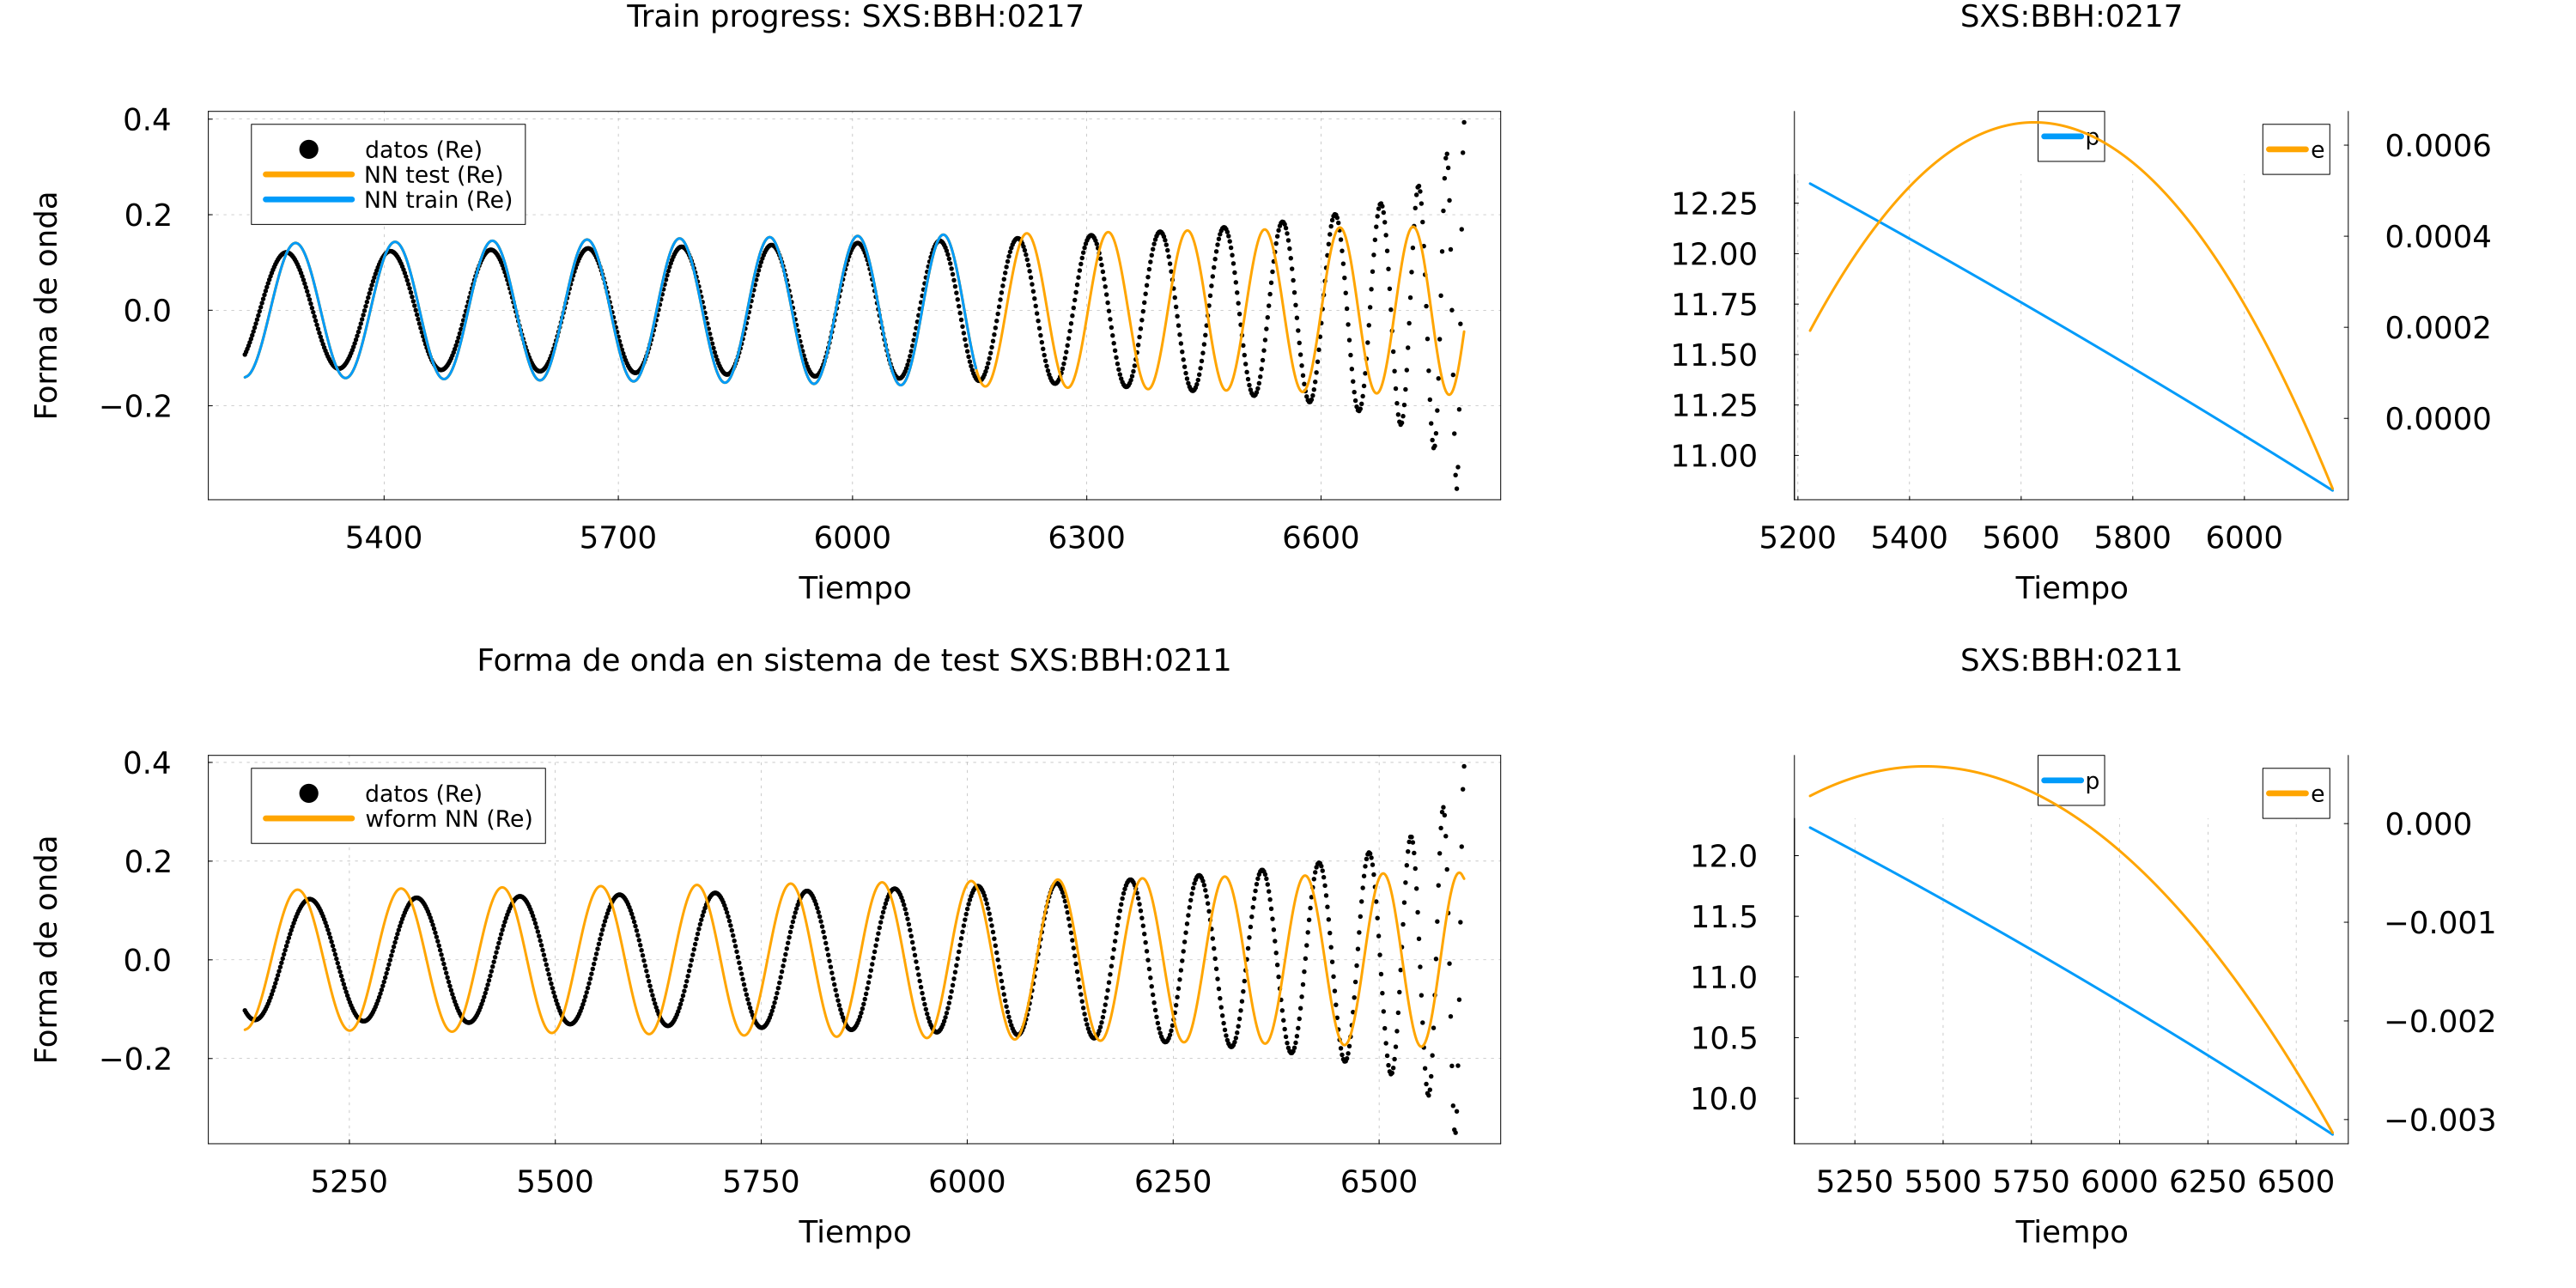 Train progress: SXS:BBH:0217
Forma de onda
0.4
0.2
0.0
−0.2
datos (Re)
NN test (Re)
NN train (Re)
5400 5700 6000 6300 6600
Tiempo
SXS:BBH:0217
12.25
12.00
11.75
11.50
11.25
11.00
p
e
0.0006
0.0004
0.0002
0.0000
5200 5400 5600 5800 6000
Tiempo
Forma de onda en sistema de test SXS:BBH:0211
Forma de onda
0.4
0.2
0.0
−0.2
datos (Re)
wform NN (Re)
5250 5500 5750 6000 6250 6500
Tiempo
SXS:BBH:0211
12.0
11.5
11.0
10.5
10.0
p
e
0.000
−0.001
−0.002
−0.003
5250 5500 5750 6000 6250 6500
Tiempo